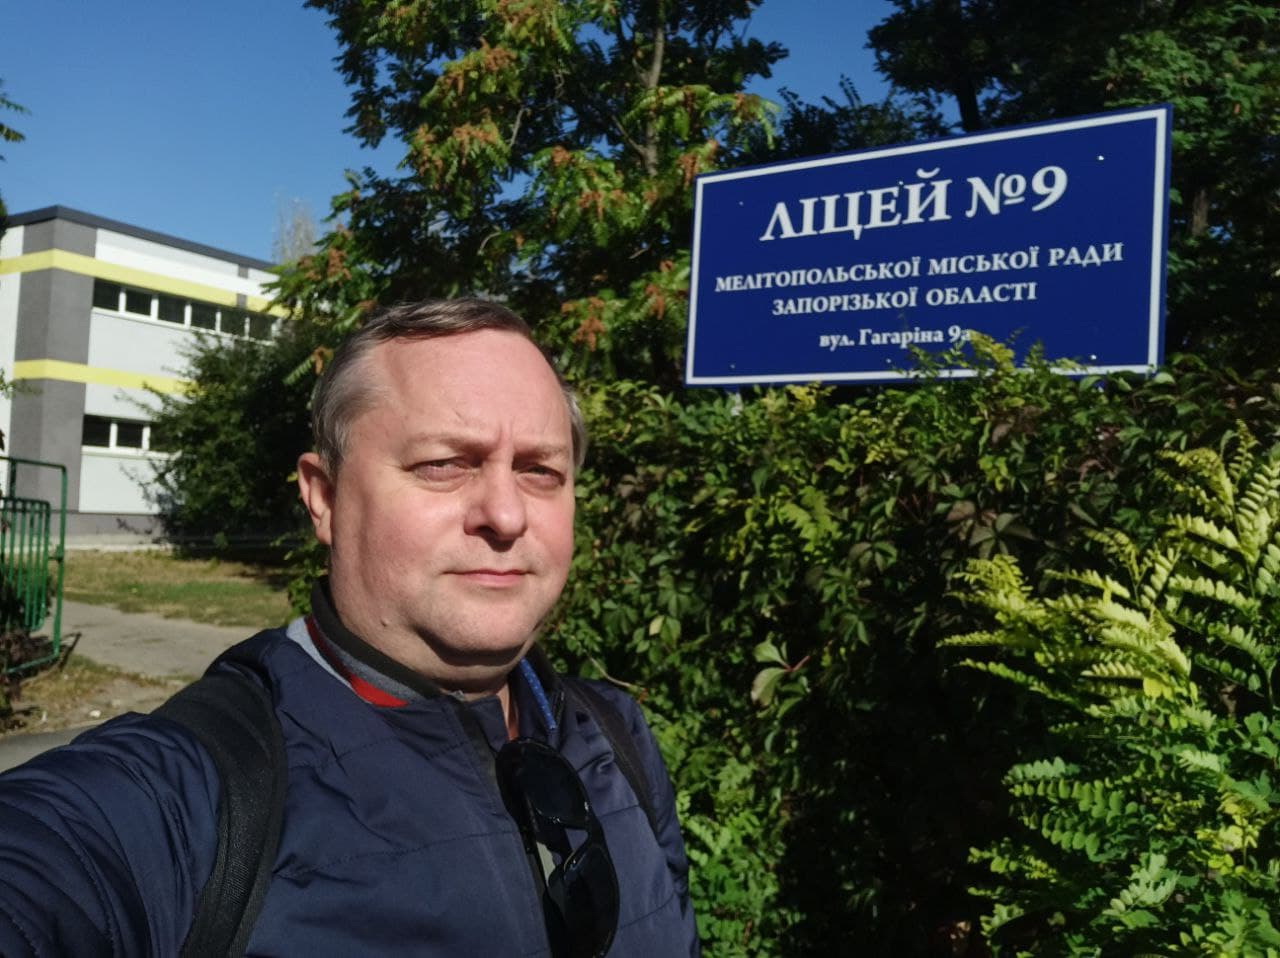 ЛІЦЕЙ №9
МЕЛІТОПОЛЬСЬКОЇ МІСЬКОЇ РАДИ
ЗАПОРІЗЬКОЇ ОБЛАСТІ
вул. Гагаріна 9а